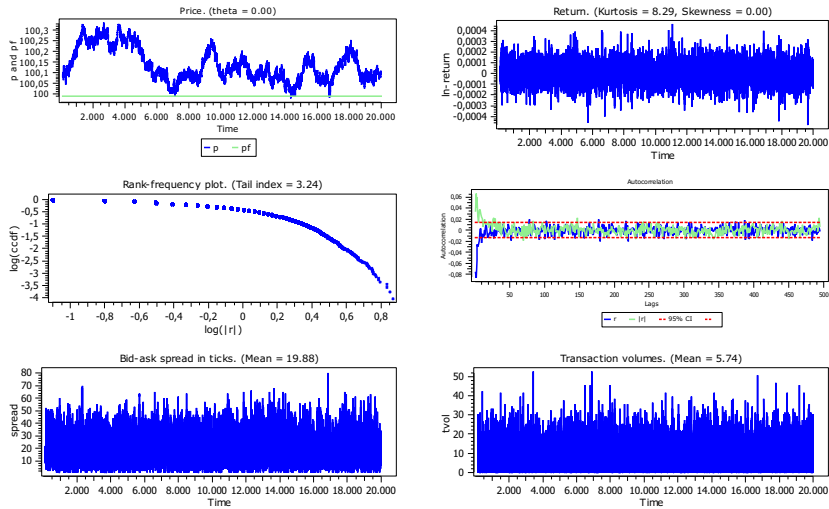 Price. (theta = 0.00)
p and pf
100,3
100,25
100,2
100,15
100,1
100,05
100
2.000 4.000 6.000 8.000 10.000 12.000 14.000 16.000 18.000 20.000
Time
p pf
Return. (Kurtosis = 8.29, Skewness = 0.00)
ln-return
0,0004
0,0003
0,0002
0,0001
0
-0,0001
-0,0002
-0,0003
-0,0004
2.000 4.000 6.000 8.000 10.000 12.000 14.000 16.000 18.000 20.000
Time
Rank-frequency plot. (Tail index = 3.24)
log(ccdf)
0
-0,5
-1
-1,5
-2
-2,5
-3
-3,5
-4
-1 -0,8 -0,6 -0,4 -0,2 0 0,2 0,4 0,6 0,8
log(|r|)
Autocorrelation
Autocorrelation
0,06
0,04
0,02
0
-0,02
-0,04
-0,06
-0,08
50 100 150 200 250 300 350 400 450 500
Lags
r |r| 95% CI
Bid-ask spread in ticks. (Mean = 19.88)
spread
80
70
60
50
40
30
20
10
2.000 4.000 6.000 8.000 10.000 12.000 14.000 16.000 18.000 20.000
Time
Transaction volumes. (Mean = 5.74)
tvol
50
40
30
20
10
0
2.000 4.000 6.000 8.000 10.000 12.000 14.000 16.000 18.000 20.000
Time